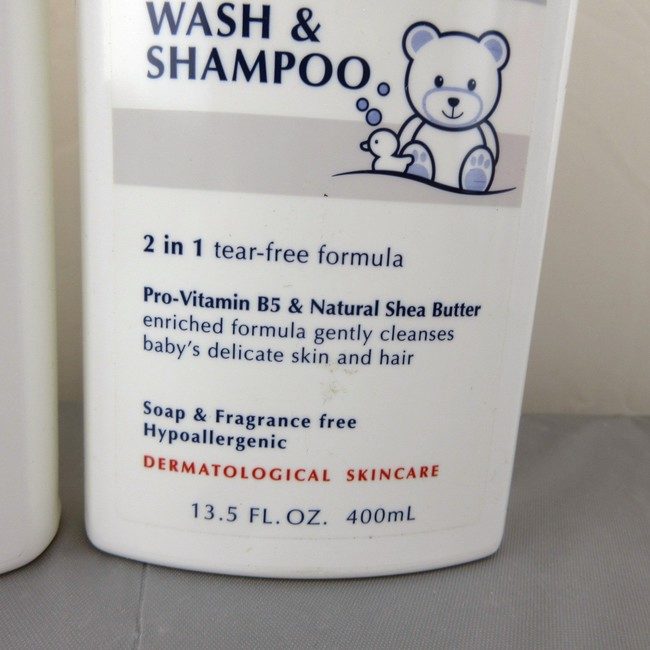 WASH &
SHAMPOO
2 in 1 tear-free formula
Pro-Vitamin B5 & Natural Shea Butter
enriched formula gently cleanses
baby's delicate skin and hair
Soap & Fragrance free
Hypoallergenic
DERMATOLOGICAL SKINCARE
13.5 FL. OZ. 400mL